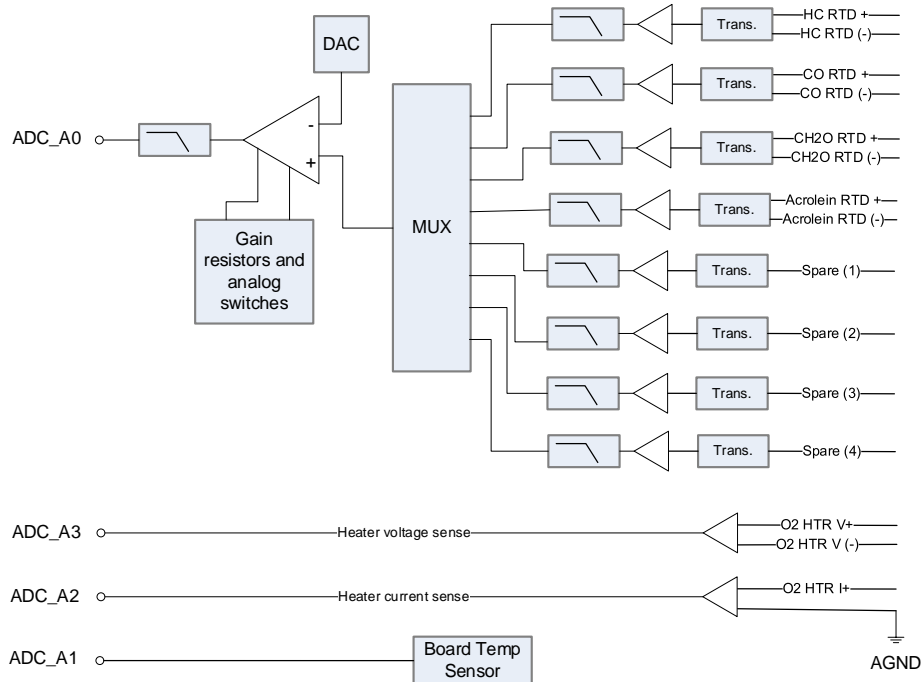 HC RTD +
Trans.
HC RTD (-)
DAC
CO RTD +
Trans.
CO RTD (-)
ADC_A0
-
+
CH2O RTD +
Trans.
CH2O RTD (-)
MUX
Acrolein RTD +
Trans.
Acrolein RTD (-)
Gain
resistors and
analog
switches
Trans.
Spare (1)
Trans.
Spare (2)
Trans.
Spare (3)
Trans.
Spare (4)
ADC_A3
Heater voltage sense
O2 HTR V+
O2 HTR V (-)
ADC_A2
Heater current sense
O2 HTR I+
AGND
ADC_A1
Board Temp
Sensor